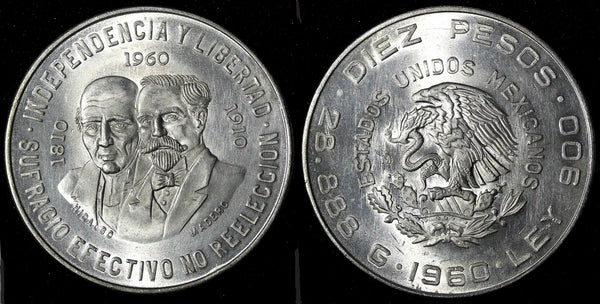 · INDEPENDENCIA Y LIBERTAD ·
SUFRAGIO EFECTIVO NO REELECCION
1960
1810
1910
HIDALGO
MADERO
· DIEZ PESOS ·
ESTADOS UNIDOS MEXICANOS
28.888 G · 1960 · LEY 900